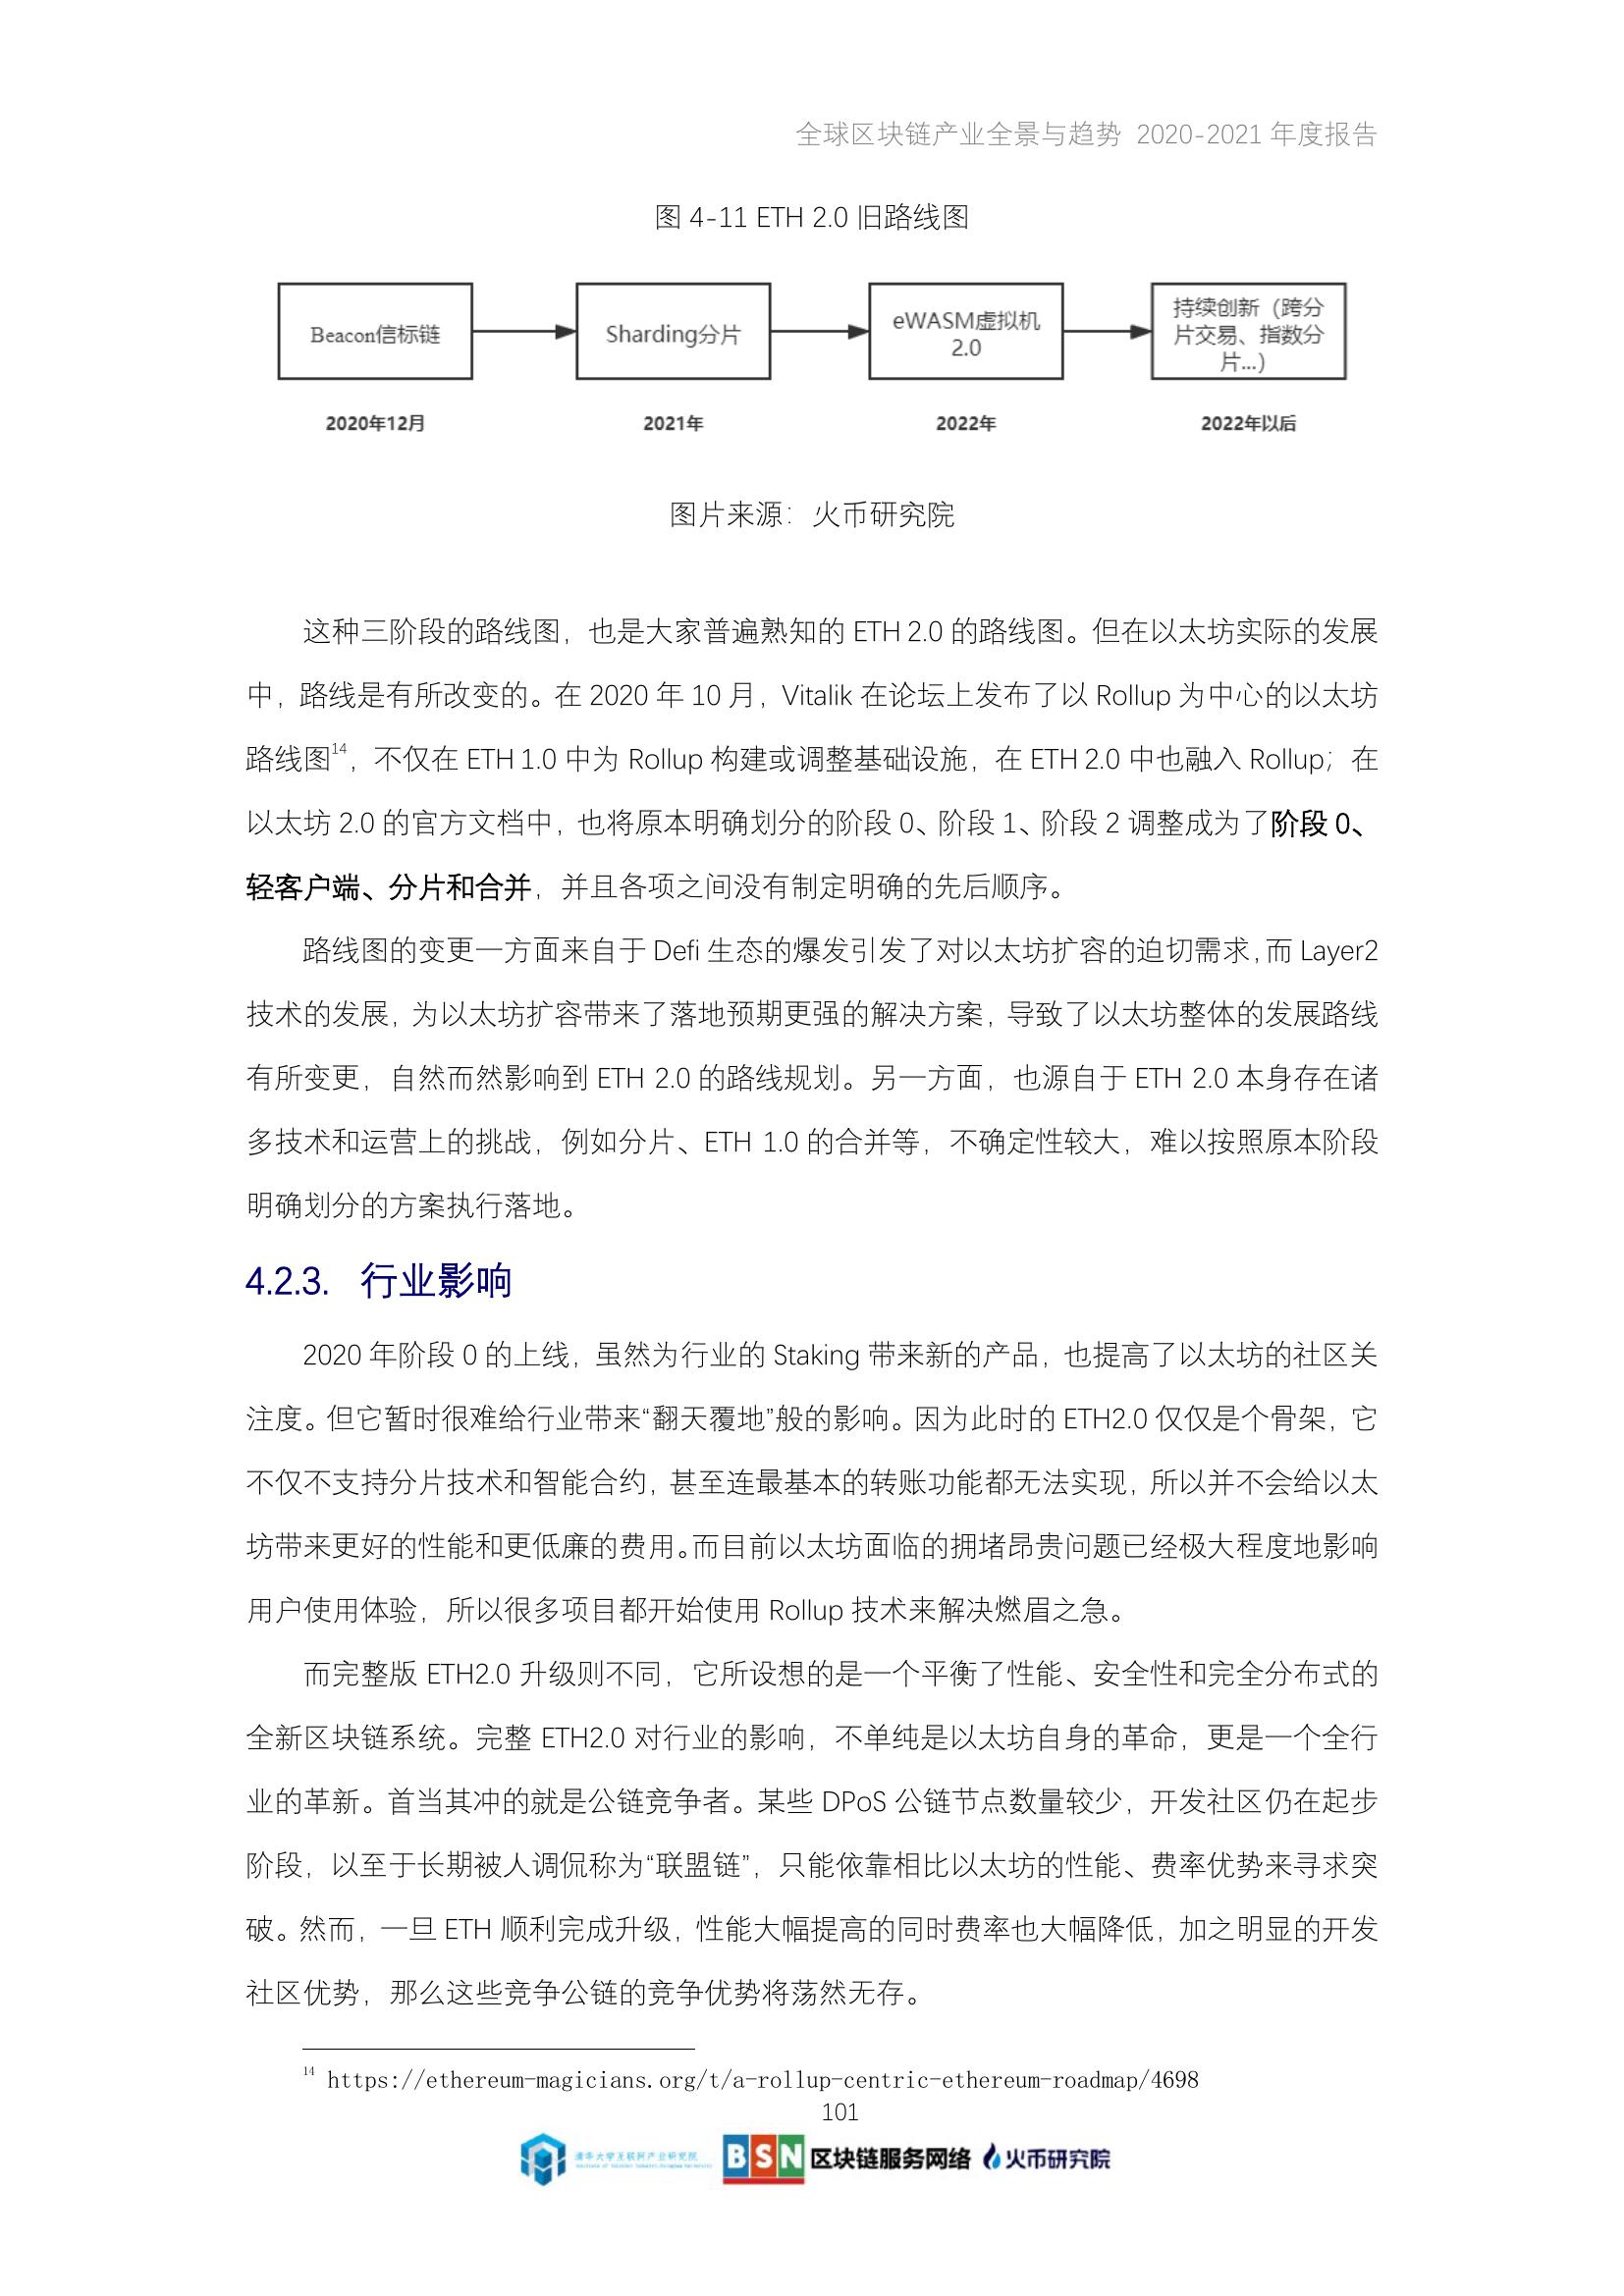 全球区块链产业全景与趋势 2020-2021 年度报告
图 4-11 ETH 2.0 旧路线图
Beacon信标链
Sharding分片
eWASM虚拟机
2.0
持续创新（跨分
片交易、指数分
片...）
2020年12月
2021年
2022年
2022年以后
图片来源：火币研究院
这种三阶段的路线图，也是大家普遍熟知的 ETH 2.0 的路线图。但在以太坊实际的发展
中，路线是有所改变的。在 2020 年 10 月，Vitalik 在论坛上发布了以 Rollup 为中心的以太坊
路线图14，不仅在 ETH 1.0 中为 Rollup 构建或调整基础设施，在 ETH 2.0 中也融入 Rollup；在
以太坊 2.0 的官方文档中，也将原本明确划分的阶段 0、阶段 1、阶段 2 调整成为了阶段 0、
轻客户端、分片和合并，并且各项之间没有制定明确的先后顺序。
路线图的变更一方面来自于 Defi 生态的爆发引发了对以太坊扩容的迫切需求，而 Layer2
技术的发展，为以太坊扩容带来了落地预期更强的解决方案，导致了以太坊整体的发展路线
有所变更，自然而然影响到 ETH 2.0 的路线规划。另一方面，也源自于 ETH 2.0 本身存在诸
多技术和运营上的挑战，例如分片、ETH 1.0 的合并等，不确定性较大，难以按照原本阶段
明确划分的方案执行落地。
4.2.3. 行业影响
2020 年阶段 0 的上线，虽然为行业的 Staking 带来新的产品，也提高了以太坊的社区关
注度。但它暂时很难给行业带来“翻天覆地”般的影响。因为此时的 ETH2.0 仅仅是个骨架，它
不仅不支持分片技术和智能合约，甚至连最基本的转账功能都无法实现，所以并不会给以太
坊带来更好的性能和更低廉的费用。而目前以太坊面临的拥堵昂贵问题已经极大程度地影响
用户使用体验，所以很多项目都开始使用 Rollup 技术来解决燃眉之急。
而完整版 ETH2.0 升级则不同，它所设想的是一个平衡了性能、安全性和完全分布式的
全新区块链系统。完整 ETH2.0 对行业的影响，不单纯是以太坊自身的革命，更是一个全行
业的革新。首当其冲的就是公链竞争者。某些 DPoS 公链节点数量较少，开发社区仍在起步
阶段，以至于长期被人调侃称为“联盟链”，只能依靠相比以太坊的性能、费率优势来寻求突
破。然而，一旦 ETH 顺利完成升级，性能大幅提高的同时费率也大幅降低，加之明显的开发
社区优势，那么这些竞争公链的竞争优势将荡然无存。
14 https://ethereum-magicians.org/t/a-rollup-centric-ethereum-roadmap/4698
101
清华大学互联网产业研究院
BSN 区块链服务网络 火币研究院